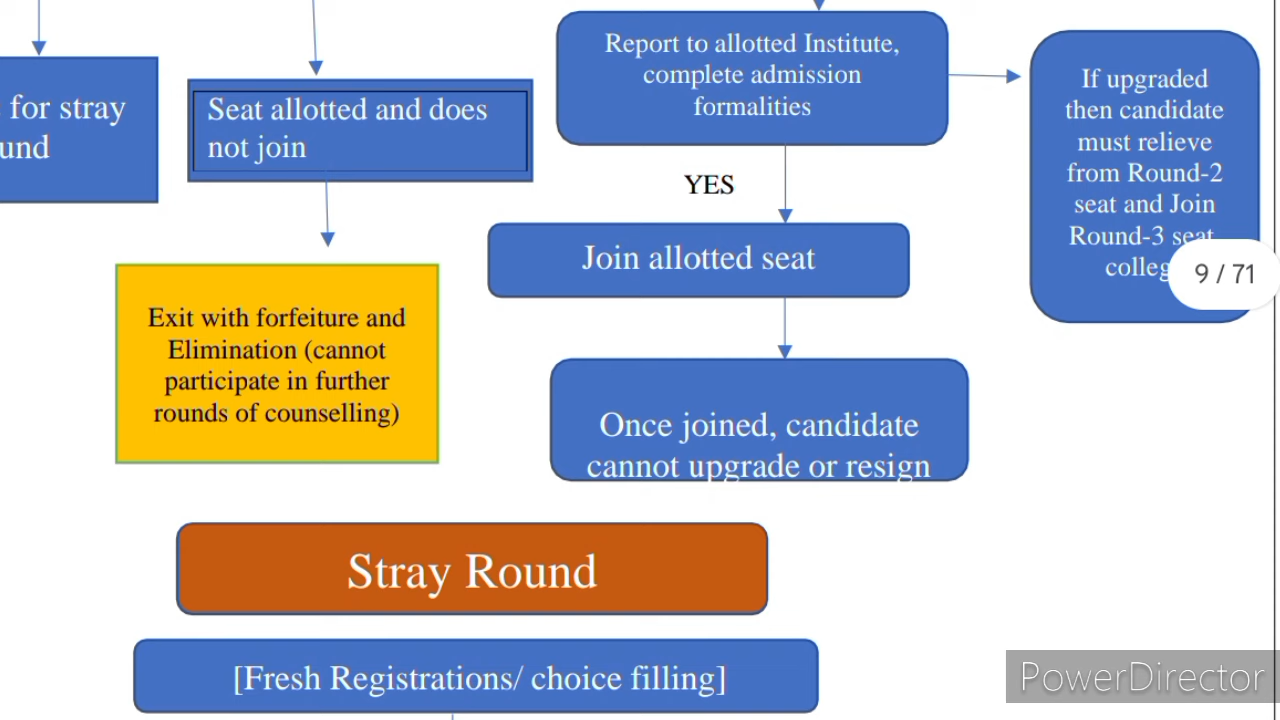 for stray
Seat allotted and does
not join
Report to allotted Institute,
complete admission
formalities
If upgraded
then candidate
must relieve
from Round-2
seat and Join
Round-3 seat
9 / 71
YES
Join allotted seat
Exit with forfeiture and
Elimination (cannot
participate in further
rounds of counselling)
Once joined, candidate
cannot upgrade or resign
Stray Round
[Fresh Registrations/ choice filling]
PowerDirector